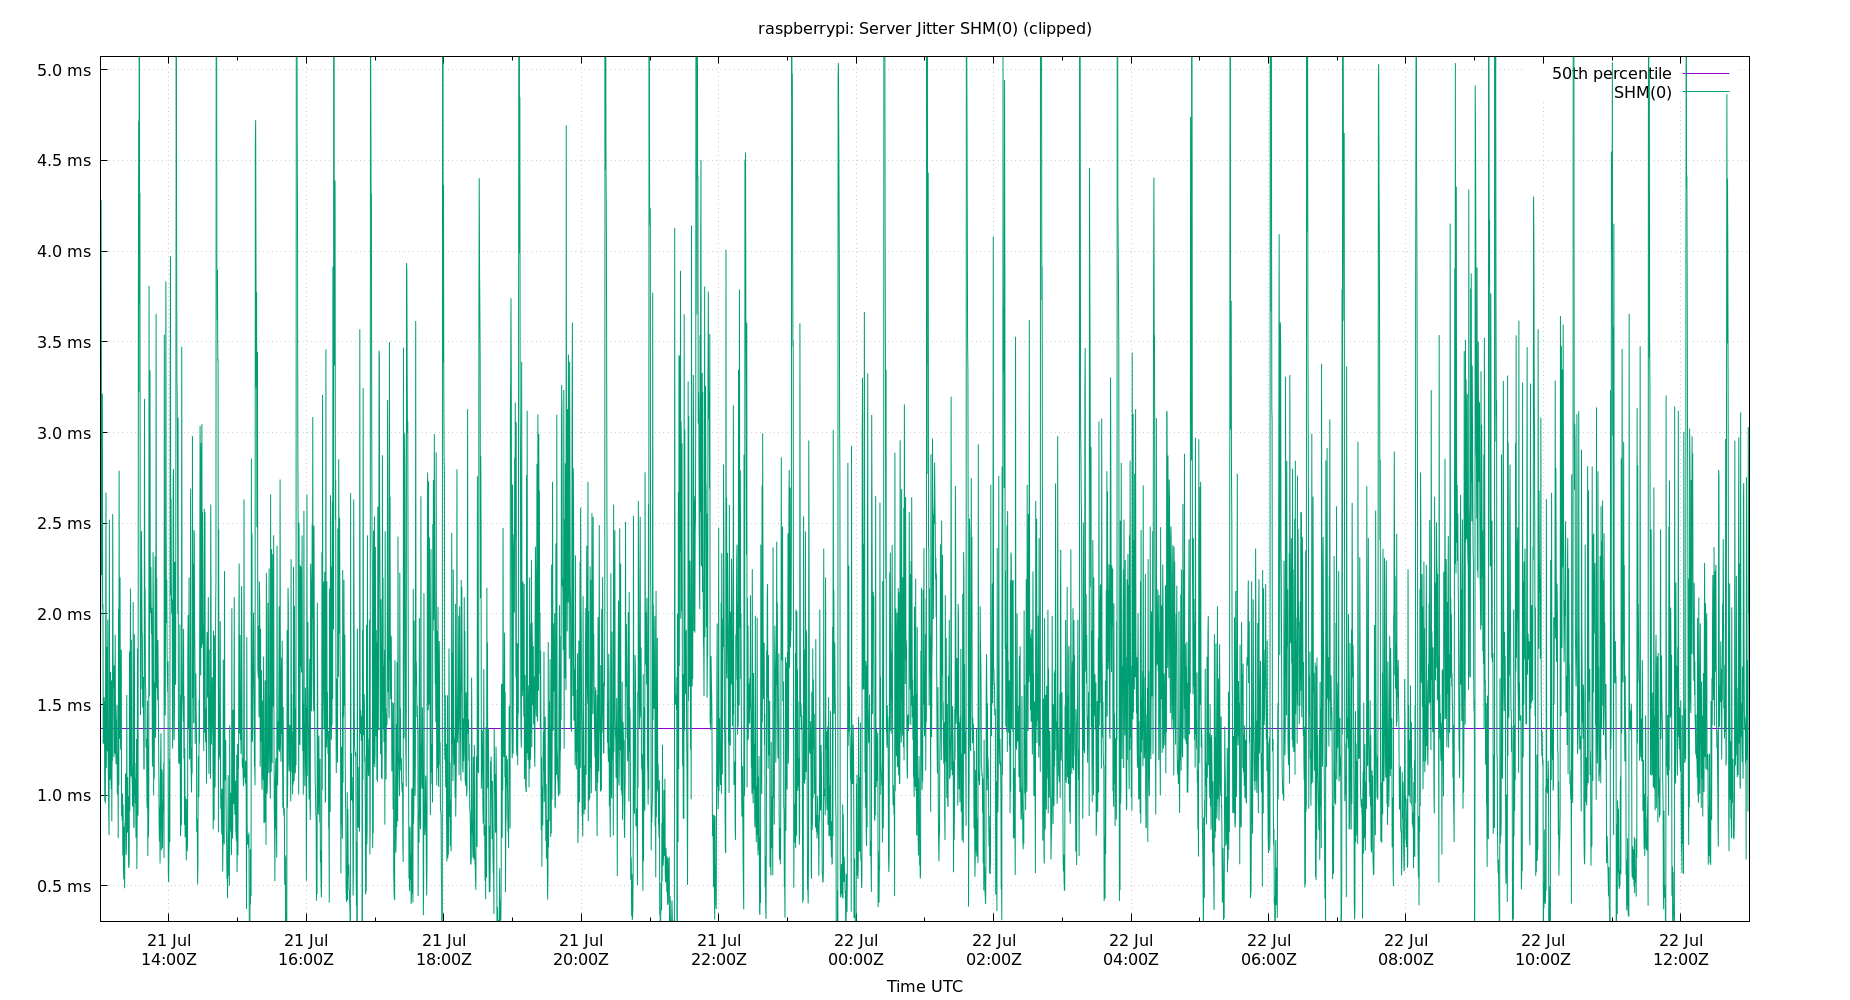 raspberrypi: Server Jitter SHM(0) (clipped)
5.0 ms
50th percentile
SHM(0)
4.5 ms
4.0 ms
3.5 ms
3.0 ms
2.5 ms
2.0 ms
1.5 ms
1.0 ms
0.5 ms
21 Jul 21 Jul 21 Jul 21 Jul 21 Jul 22 Jul 22 Jul 22 Jul 22 Jul 22 Jul 22 Jul 22 Jul
14:00Z 16:00Z 18:00Z 20:00Z 22:00Z 00:00Z 02:00Z 04:00Z 06:00Z 08:00Z 10:00Z 12:00Z
Time UTC